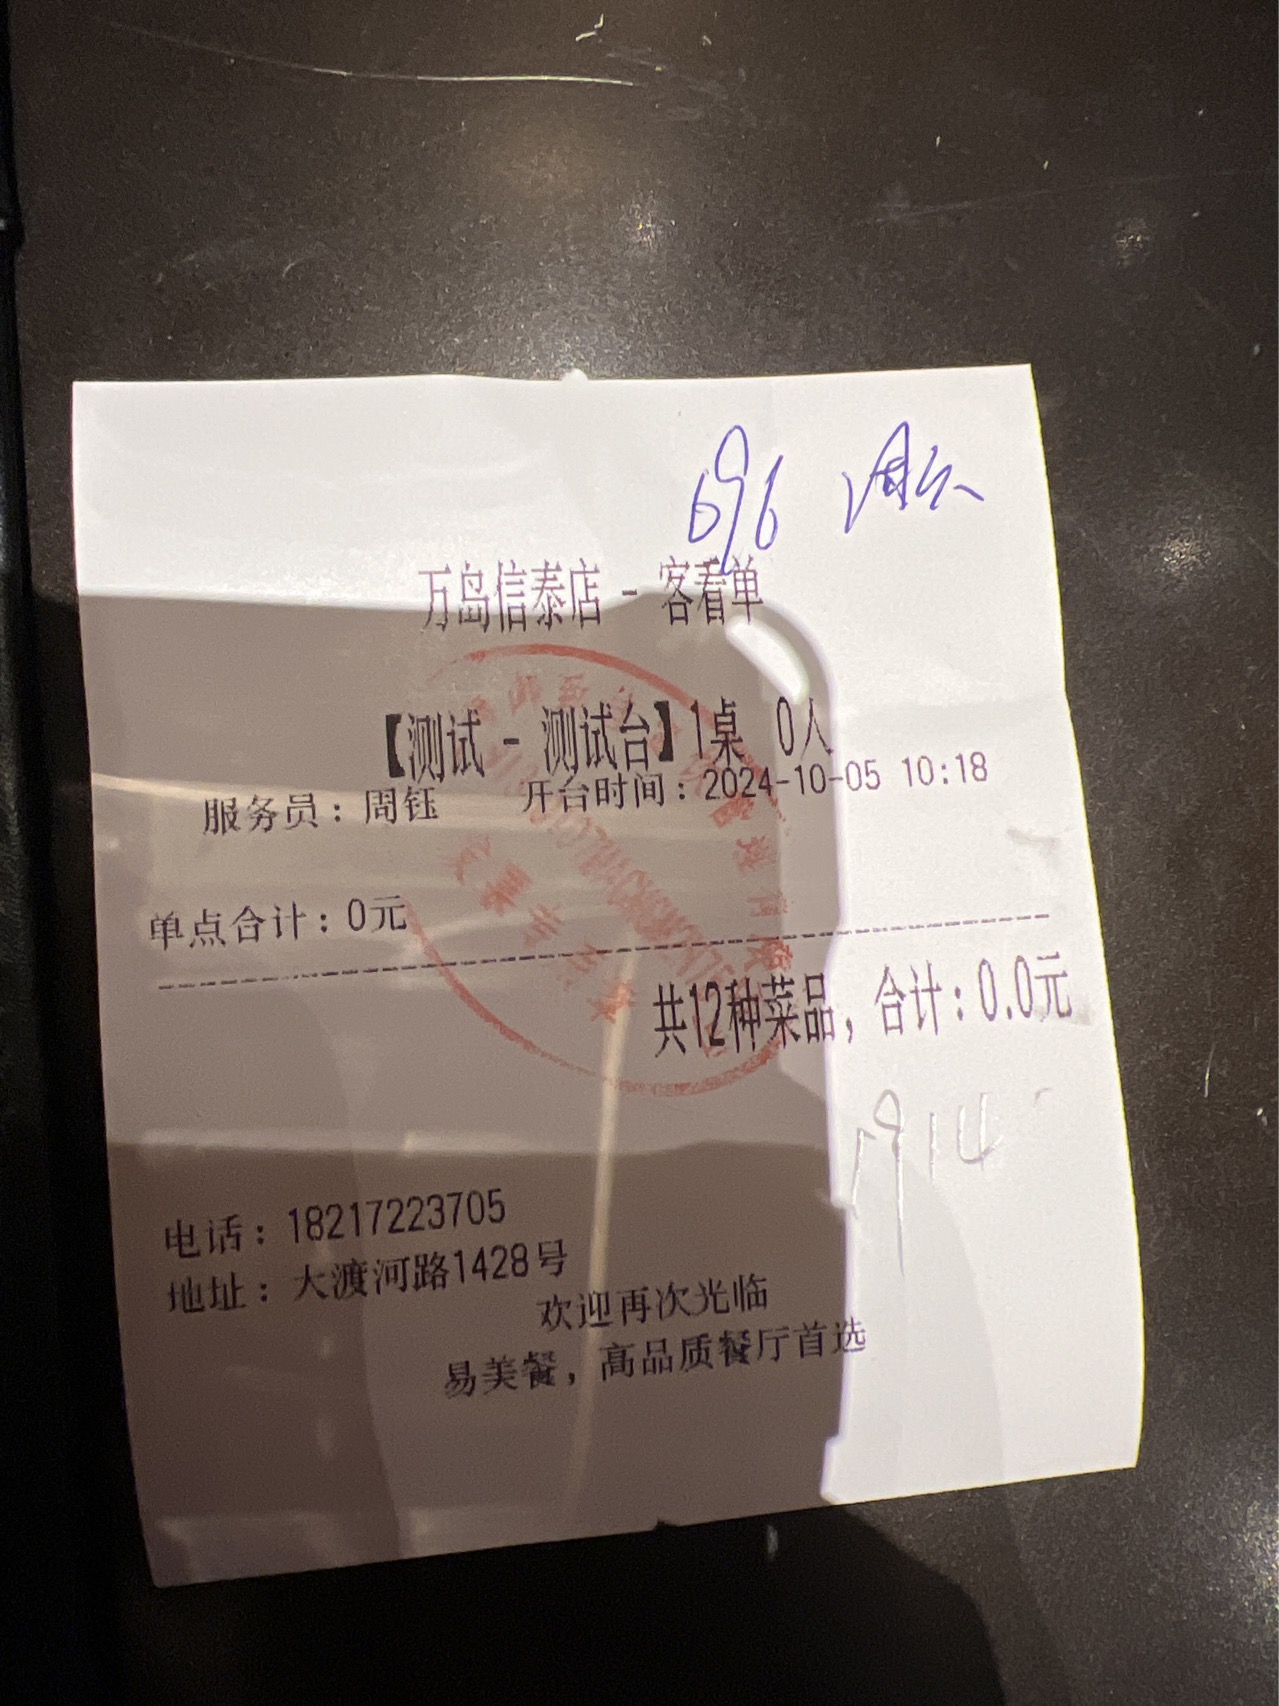 696
万岛信泰店 - 客看单
【测试 - 测试台】1桌 0人
服务员：周钰 开台时间：2024-10-05 10:18
单点合计：0元
共12种菜品，合计：0.0元
1914
电话：18217223705
地址：大渡河路1428号
欢迎再次光临
易美餐，高品质餐厅首选